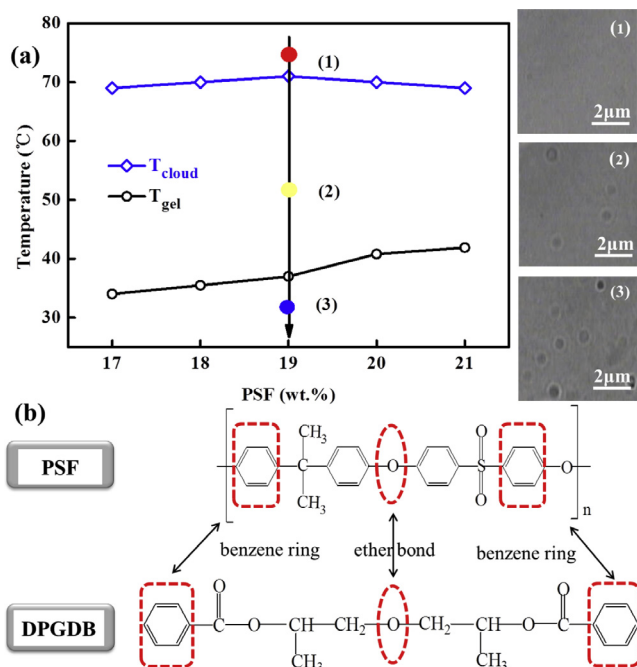 (a)
80
70
60
50
40
30
Temperature (℃)
T_cloud
T_gel
(1)
(2)
(3)
17 18 19 20 21
PSF (wt.%)
(1)
2μm
(2)
2μm
(3)
2μm
(b)
PSF
CH₃
C
CH₃
O
O
S
O
O
n
benzene ring
ether bond
benzene ring
DPGDB
O
C—O—CH—CH₂—O—CH₂—CH—O—C
O
CH₃
CH₃